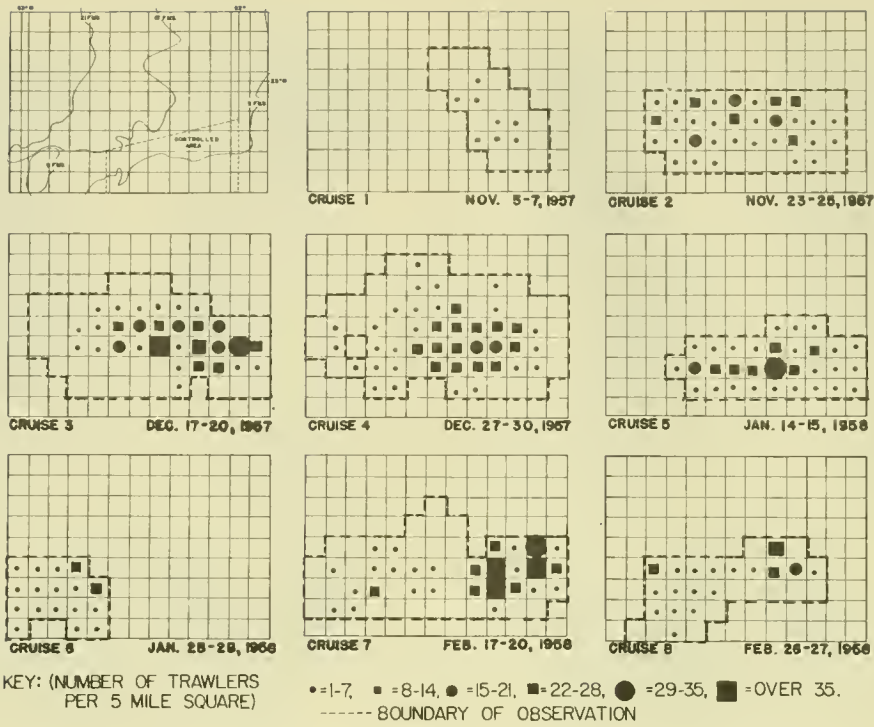 CONTROLLED
AREA
CRUISE 1 NOV. 5-7, 1957
CRUISE 2 NOV. 23-25, 1957
CRUISE 3 DEC. 17-20, 1957
CRUISE 4 DEC. 27-30, 1957
CRUISE 5 JAN. 14-15, 1958
CRUISE 6 JAN. 28-29, 1958
CRUISE 7 FEB. 17-20, 1958
CRUISE 8 FEB. 26-27, 1958
KEY: (NUMBER OF TRAWLERS
PER 5 MILE SQUARE)
=1-7, =8-14, =15-21, =22-28, =29-35, =OVER 35.
------ BOUNDARY OF OBSERVATION